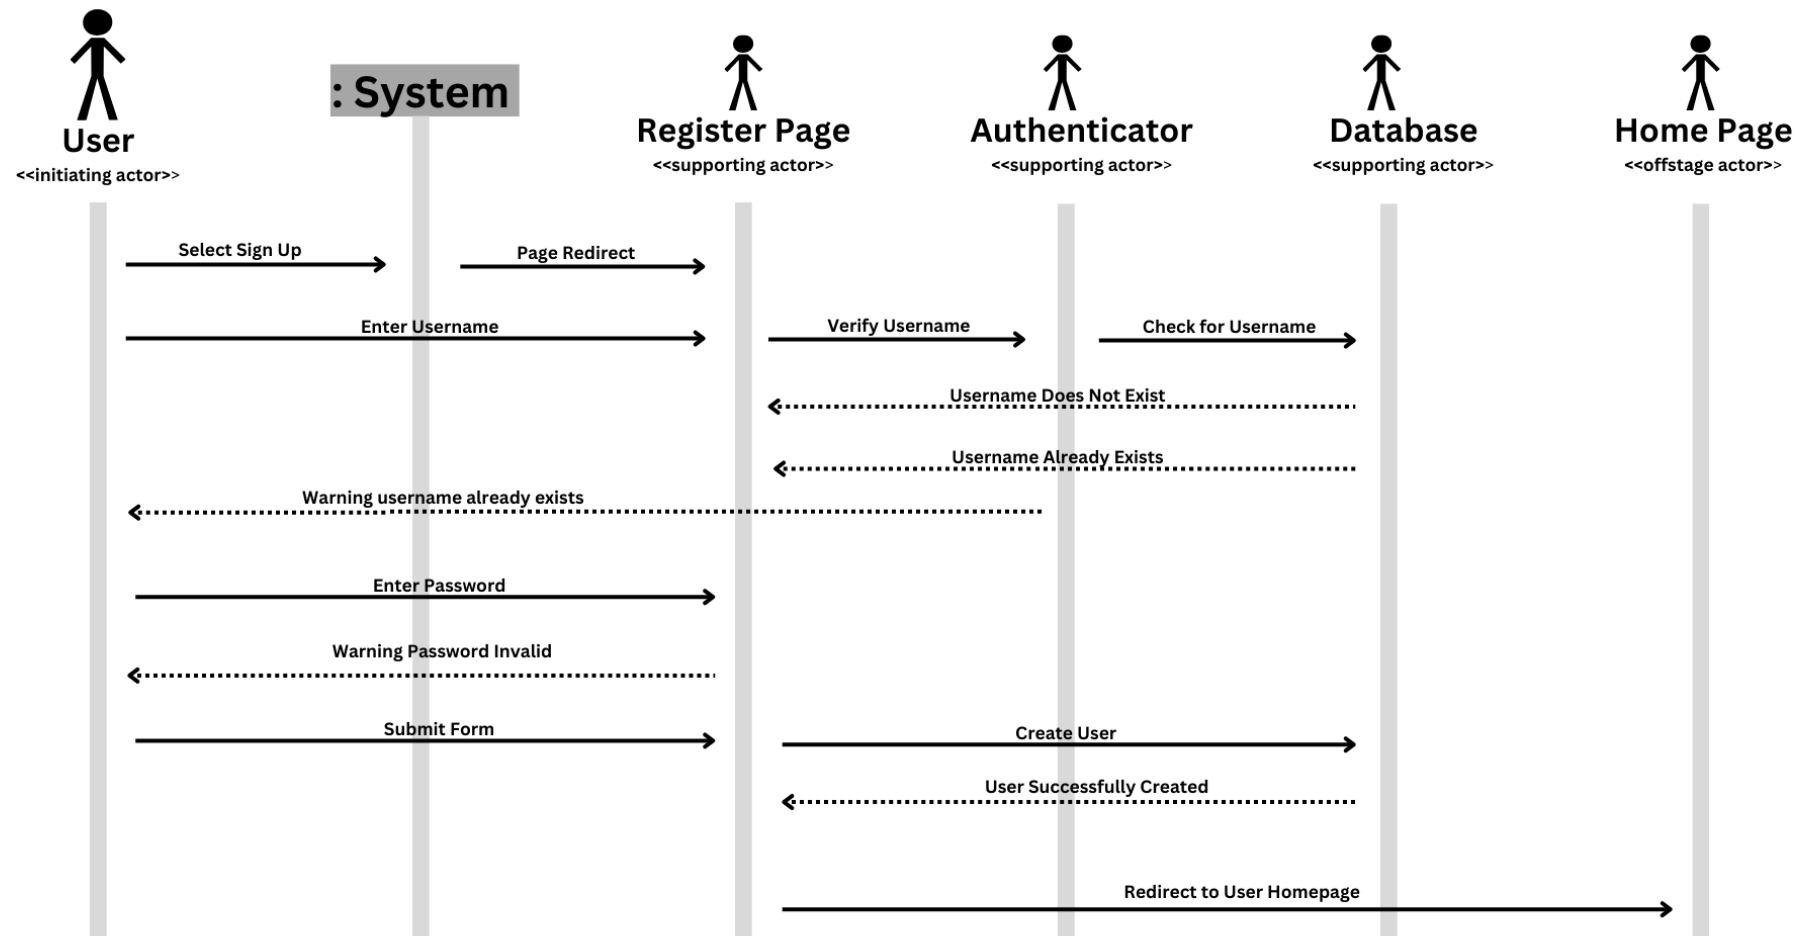 : System
User
<<initiating actor>>
Register Page
<<supporting actor>>
Authenticator
<<supporting actor>>
Database
<<supporting actor>>
Home Page
<<offstage actor>>
Select Sign Up
Page Redirect
Enter Username
Verify Username
Check for Username
Username Does Not Exist
Username Already Exists
Warning username already exists
Enter Password
Warning Password Invalid
Submit Form
Create User
User Successfully Created
Redirect to User Homepage